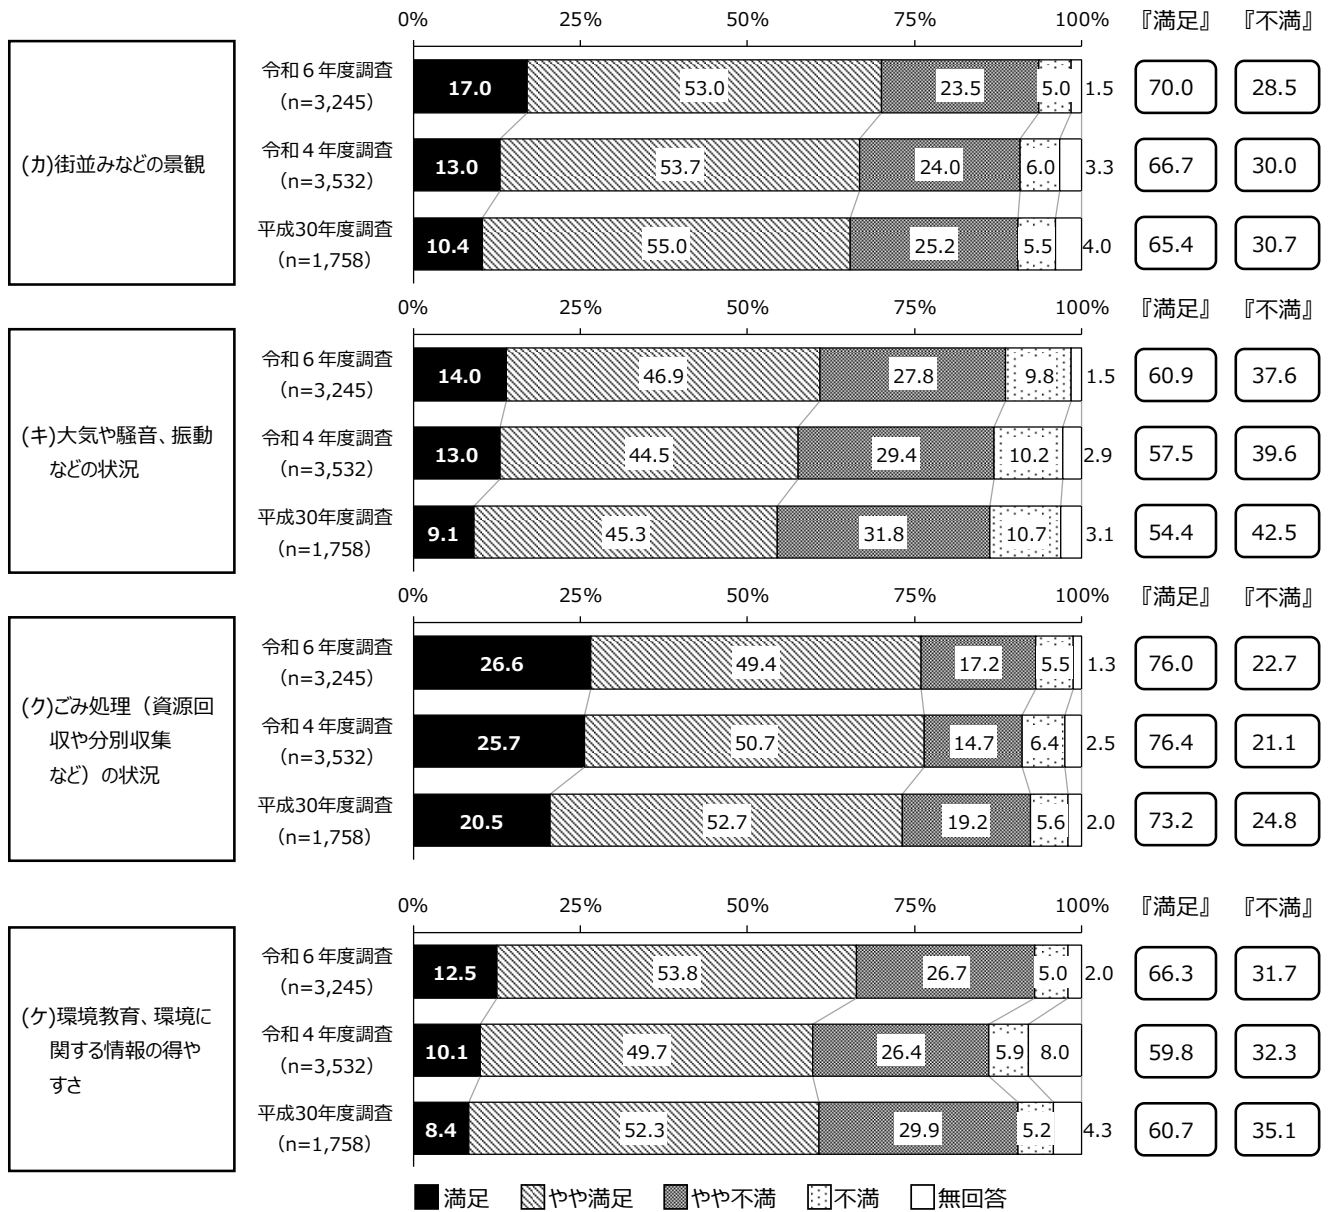 0% 25% 50% 75% 100% 『満足』 『不満』
(カ)街並みなどの景観
令和６年度調査
（n=3,245）
17.0 53.0 23.5 5.0 1.5 70.0 28.5
令和４年度調査
（n=3,532）
13.0 53.7 24.0 6.0 3.3 66.7 30.0
平成30年度調査
（n=1,758）
10.4 55.0 25.2 5.5 4.0 65.4 30.7
0% 25% 50% 75% 100% 『満足』 『不満』
(キ)大気や騒音、振動
などの状況
令和６年度調査
（n=3,245）
14.0 46.9 27.8 9.8 1.5 60.9 37.6
令和４年度調査
（n=3,532）
13.0 44.5 29.4 10.2 2.9 57.5 39.6
平成30年度調査
（n=1,758）
9.1 45.3 31.8 10.7 3.1 54.4 42.5
0% 25% 50% 75% 100% 『満足』 『不満』
(ク)ごみ処理（資源回
収や分別収集
など）の状況
令和６年度調査
（n=3,245）
26.6 49.4 17.2 5.5 1.3 76.0 22.7
令和４年度調査
（n=3,532）
25.7 50.7 14.7 6.4 2.5 76.4 21.1
平成30年度調査
（n=1,758）
20.5 52.7 19.2 5.6 2.0 73.2 24.8
0% 25% 50% 75% 100% 『満足』 『不満』
(ケ)環境教育、環境に
関する情報の得や
すさ
令和６年度調査
（n=3,245）
12.5 53.8 26.7 5.0 2.0 66.3 31.7
令和４年度調査
（n=3,532）
10.1 49.7 26.4 5.9 8.0 59.8 32.3
平成30年度調査
（n=1,758）
8.4 52.3 29.9 5.2 4.3 60.7 35.1
満足 やや満足 やや不満 不満 無回答